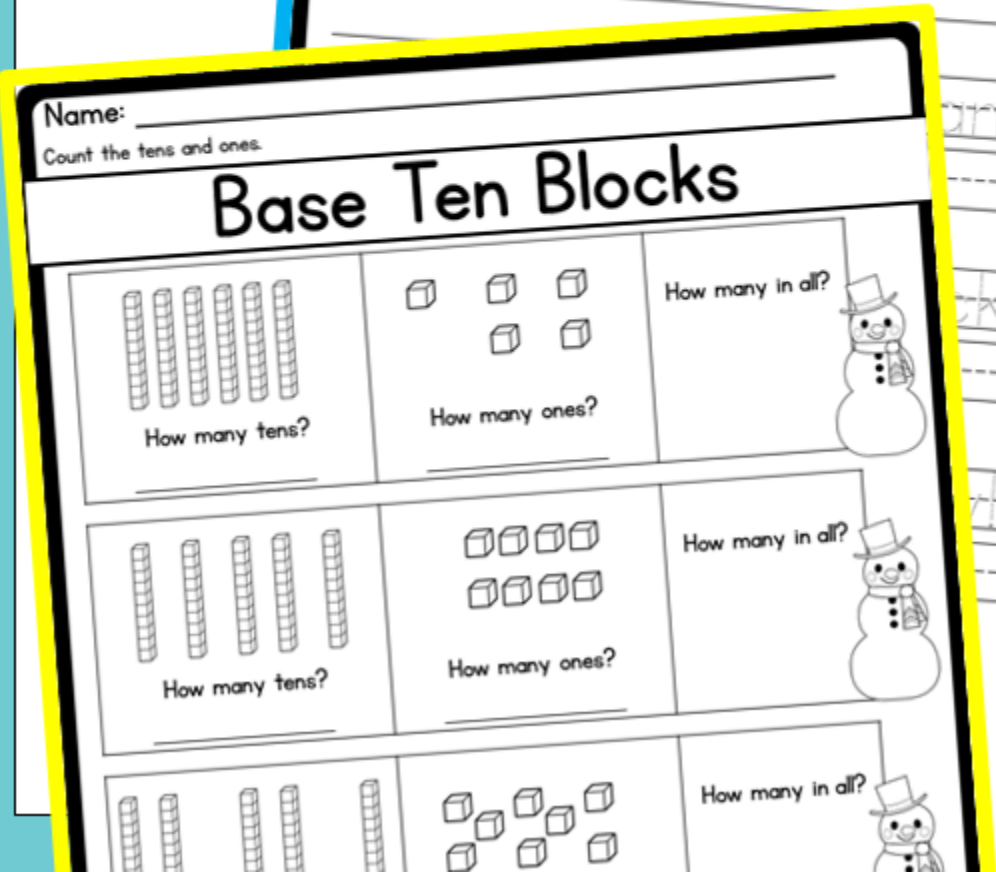 Name:
Count the tens and ones.
Base Ten Blocks
How many in all?
How many tens?
How many ones?
How many in all?
How many tens?
How many ones?
How many in all?